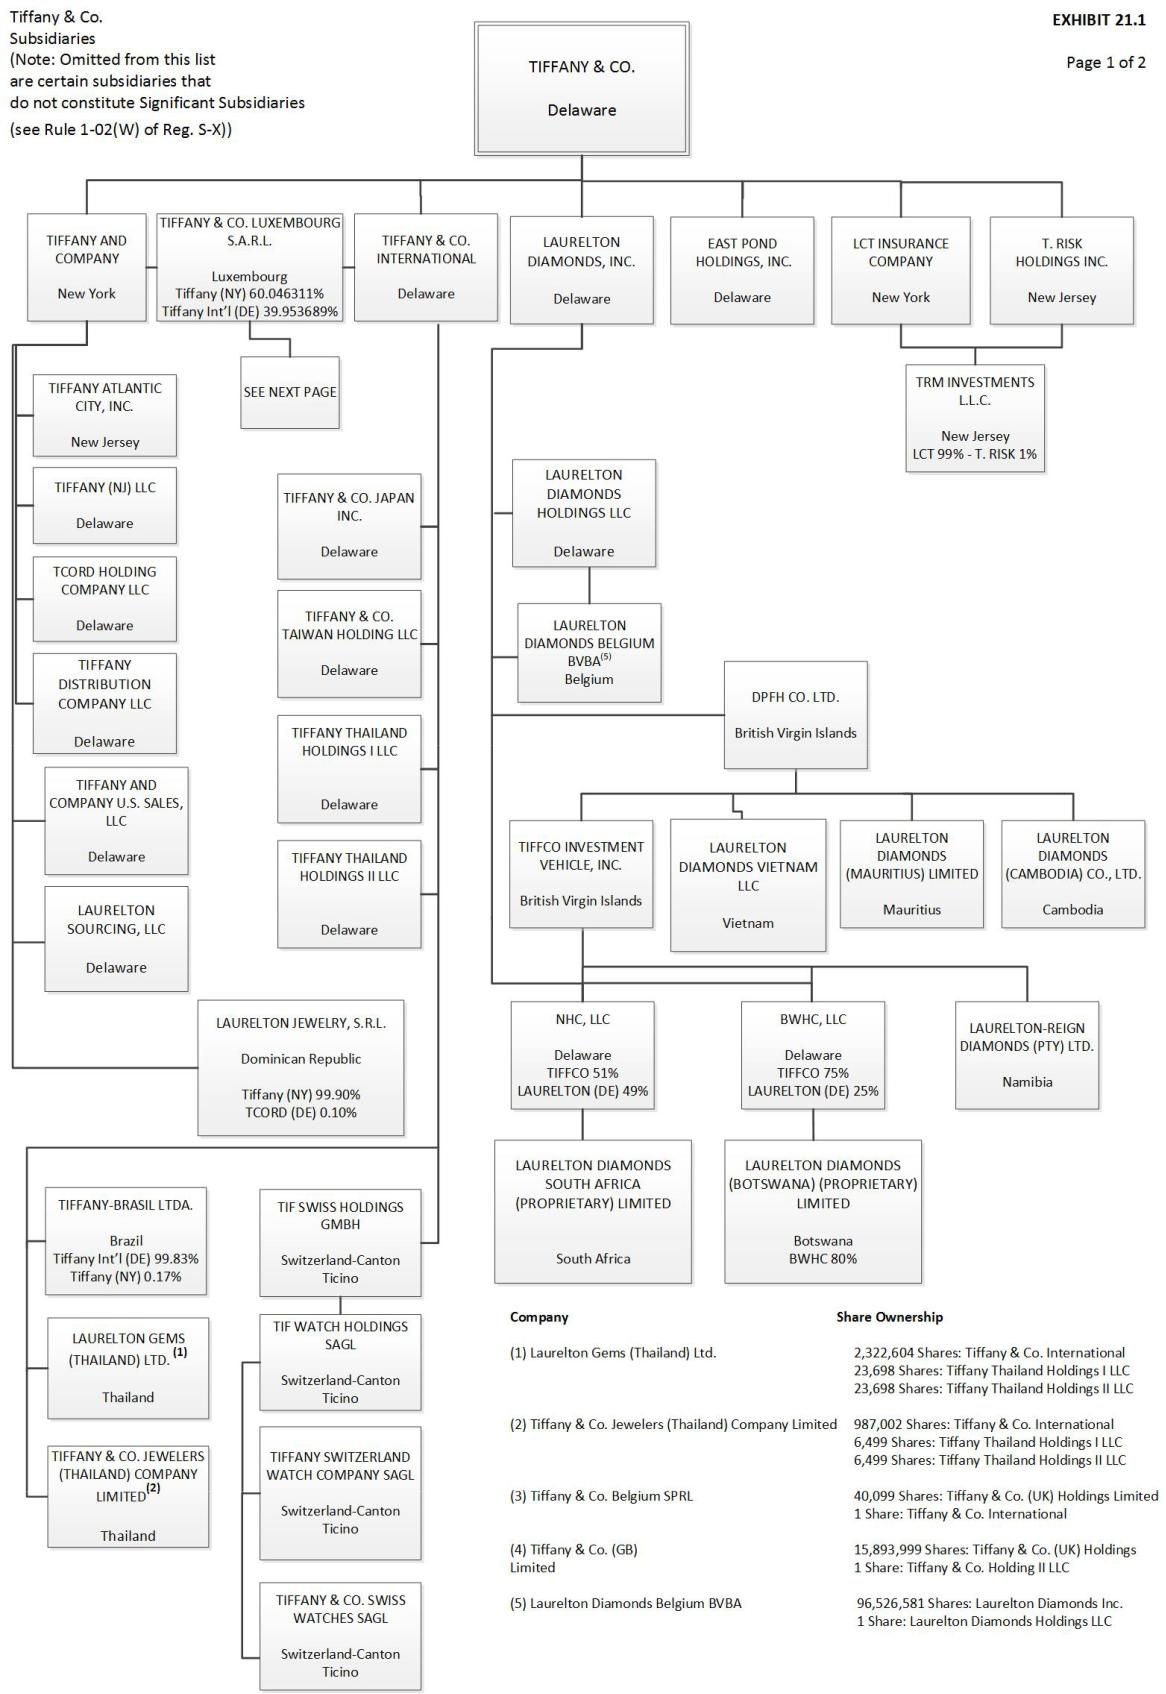 Tiffany & Co.
Subsidiaries
(Note: Omitted from this list
are certain subsidiaries that
do not constitute Significant Subsidiaries
(see Rule 1-02(W) of Reg. S-X))
EXHIBIT 21.1
Page 1 of 2
TIFFANY & CO.
Delaware
TIFFANY AND
COMPANY
New York
TIFFANY & CO. LUXEMBOURG
S.A.R.L.
Luxembourg
Tiffany (NY) 60.046311%
Tiffany Int'l (DE) 39.953689%
TIFFANY & CO.
INTERNATIONAL
Delaware
LAURELTON
DIAMONDS, INC.
Delaware
EAST POND
HOLDINGS, INC.
Delaware
LCT INSURANCE
COMPANY
New York
T. RISK
HOLDINGS INC.
New Jersey
SEE NEXT PAGE
TRM INVESTMENTS
L.L.C.
New Jersey
LCT 99% - T. RISK 1%
TIFFANY ATLANTIC
CITY, INC.
New Jersey
TIFFANY (NJ) LLC
Delaware
TCORD HOLDING
COMPANY LLC
Delaware
TIFFANY
DISTRIBUTION
COMPANY LLC
Delaware
TIFFANY AND
COMPANY U.S. SALES,
LLC
Delaware
LAURELTON
SOURCING, LLC
Delaware
LAURELTON JEWELRY, S.R.L.
Dominican Republic
Tiffany (NY) 99.90%
TCORD (DE) 0.10%
TIFFANY & CO. JAPAN
INC.
Delaware
TIFFANY & CO.
TAIWAN HOLDING LLC
Delaware
TIFFANY THAILAND
HOLDINGS I LLC
Delaware
TIFFANY THAILAND
HOLDINGS II LLC
Delaware
LAURELTON
DIAMONDS
HOLDINGS LLC
Delaware
LAURELTON
DIAMONDS BELGIUM
BVBA(5)
Belgium
DPFH CO. LTD.
British Virgin Islands
TIFFCO INVESTMENT
VEHICLE, INC.
British Virgin Islands
LAURELTON
DIAMONDS VIETNAM
LLC
Vietnam
LAURELTON
DIAMONDS
(MAURITIUS) LIMITED
Mauritius
LAURELTON
DIAMONDS
(CAMBODIA) CO., LTD.
Cambodia
NHC, LLC
Delaware
TIFFCO 51%
LAURELTON (DE) 49%
BWHC, LLC
Delaware
TIFFCO 75%
LAURELTON (DE) 25%
LAURELTON-REIGN
DIAMONDS (PTY) LTD.
Namibia
LAURELTON DIAMONDS
SOUTH AFRICA
(PROPRIETARY) LIMITED
South Africa
LAURELTON DIAMONDS
(BOTSWANA) (PROPRIETARY)
LIMITED
Botswana
BWHC 80%
TIFFANY-BRASIL LTDA.
Brazil
Tiffany Int'l (DE) 99.83%
Tiffany (NY) 0.17%
LAURELTON GEMS
(THAILAND) LTD. (1)
Thailand
TIFFANY & CO. JEWELERS
(THAILAND) COMPANY
LIMITED(2)
Thailand
TIF SWISS HOLDINGS
GMBH
Switzerland-Canton
Ticino
TIF WATCH HOLDINGS
SAGL
Switzerland-Canton
Ticino
TIFFANY SWITZERLAND
WATCH COMPANY SAGL
Switzerland-Canton
Ticino
TIFFANY & CO. SWISS
WATCHES SAGL
Switzerland-Canton
Ticino
Company Share Ownership
(1) Laurelton Gems (Thailand) Ltd. 2,322,604 Shares: Tiffany & Co. International
23,698 Shares: Tiffany Thailand Holdings I LLC
23,698 Shares: Tiffany Thailand Holdings II LLC
(2) Tiffany & Co. Jewelers (Thailand) Company Limited 987,002 Shares: Tiffany & Co. International
6,499 Shares: Tiffany Thailand Holdings I LLC
6,499 Shares: Tiffany Thailand Holdings II LLC
(3) Tiffany & Co. Belgium SPRL 40,099 Shares: Tiffany & Co. (UK) Holdings Limited
1 Share: Tiffany & Co. International
(4) Tiffany & Co. (GB) 15,893,999 Shares: Tiffany & Co. (UK) Holdings
Limited 1 Share: Tiffany & Co. Holding II LLC
(5) Laurelton Diamonds Belgium BVBA 96,526,581 Shares: Laurelton Diamonds Inc.
1 Share: Laurelton Diamonds Holdings LLC